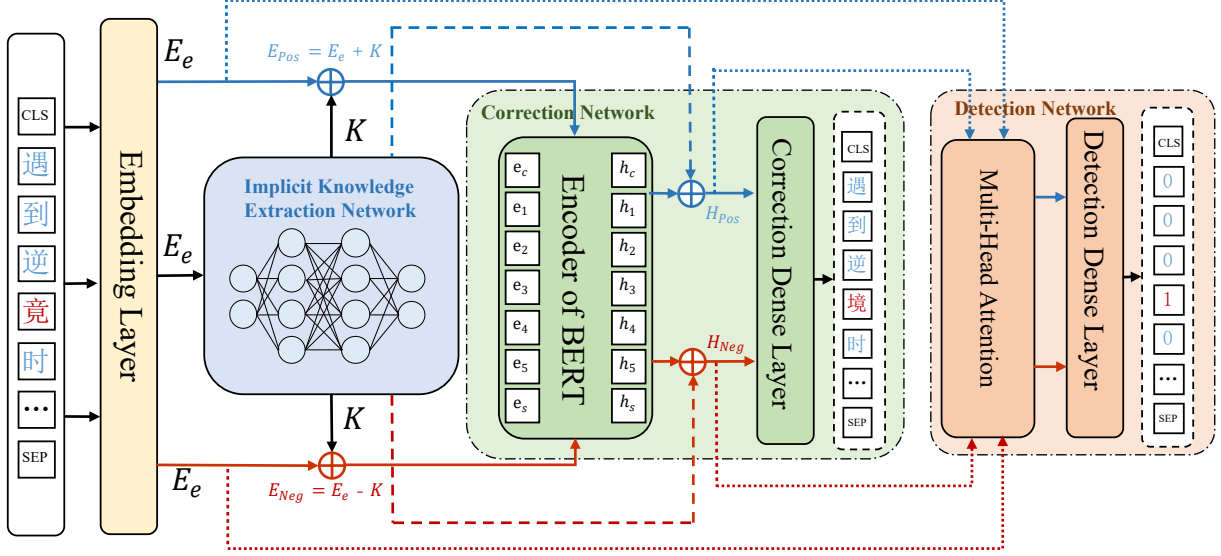 CLS
遇
到
逆
竟
时
...
SEP
Embedding Layer
E_e
E_e
E_e
E_Pos = E_e + K
K
Implicit Knowledge
Extraction Network
K
E_Neg = E_e - K
Correction Network
e_c
e_1
e_2
e_3
e_4
e_5
e_s
Encoder of BERT
h_c
h_1
h_2
h_3
h_4
h_5
h_s
H_Pos
H_Neg
Correction Dense Layer
CLS
遇
到
逆
境
时
...
SEP
Detection Network
Multi-Head Attention
Detection Dense Layer
CLS
0
0
0
1
0
...
SEP